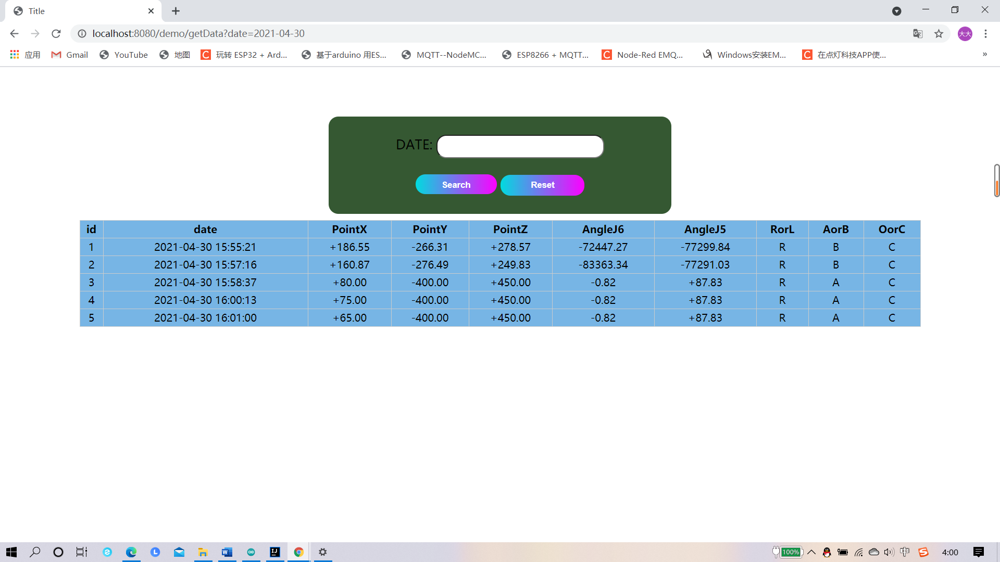 Title
localhost:8080/demo/getData?date=2021-04-30
大大
应用 Gmail YouTube 地图 玩转 ESP32 + Ard... 基于arduino 用ES... MQTT--NodeMC... ESP8266 + MQTT... Node-Red EMQ... Windows安装EM... 在点灯科技APP使... »
DATE:
Search Reset
id date PointX PointY PointZ AngleJ6 AngleJ5 RorL AorB OorC
1 2021-04-30 15:55:21 +186.55 -266.31 +278.57 -72447.27 -77299.84 R B C
2 2021-04-30 15:57:16 +160.87 -276.49 +249.83 -83363.34 -77291.03 R B C
3 2021-04-30 15:58:37 +80.00 -400.00 +450.00 -0.82 +87.83 R A C
4 2021-04-30 16:00:13 +75.00 -400.00 +450.00 -0.82 +87.83 R A C
5 2021-04-30 16:01:00 +65.00 -400.00 +450.00 -0.82 +87.83 R A C
100% 中 4:00